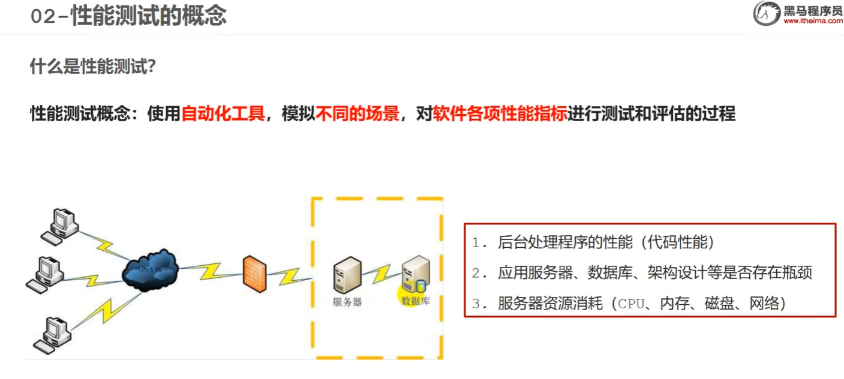 02-性能测试的概念
黑马程序员
www.itheima.com
什么是性能测试?
性能测试概念：使用自动化工具，模拟不同的场景，对软件各项性能指标进行测试和评估的过程
1. 后台处理程序的性能（代码性能）
2. 应用服务器、数据库、架构设计等是否存在瓶颈
3. 服务器资源消耗（CPU、内存、磁盘、网络）
服务器
数据库